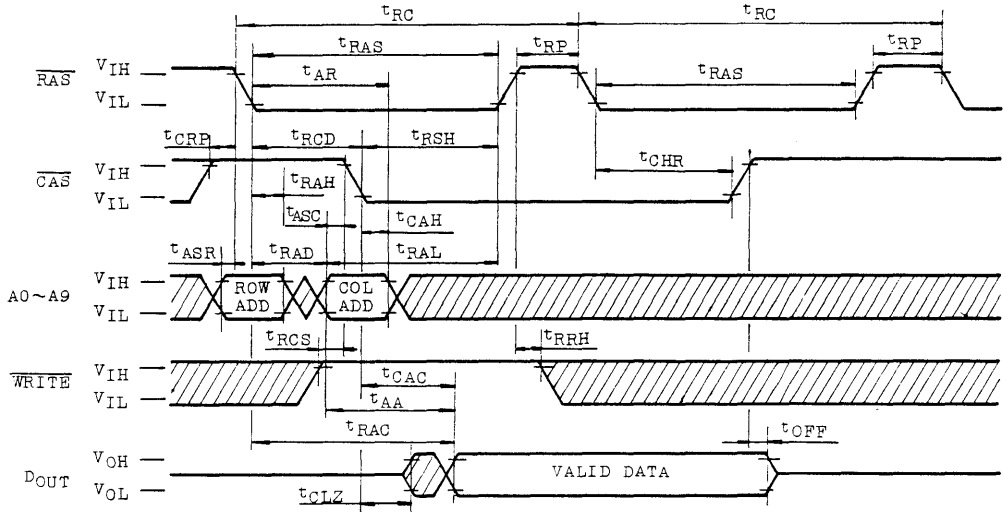 tRC tRC
tRAS tRP tRP
tAR tRAS
RAS VIH
VIL
tCRP tRCD tRSH
CAS VIH tCHR
VIL tRAH
tASC tCAH
tASR tRAD tRAL
A0~A9 VIH ROW ADD COL ADD
VIL
tRCS tRRH
WRITE VIH tCAC
VIL tAA
tRAC tOFF
DOUT VOH VALID DATA
VOL
tCLZ